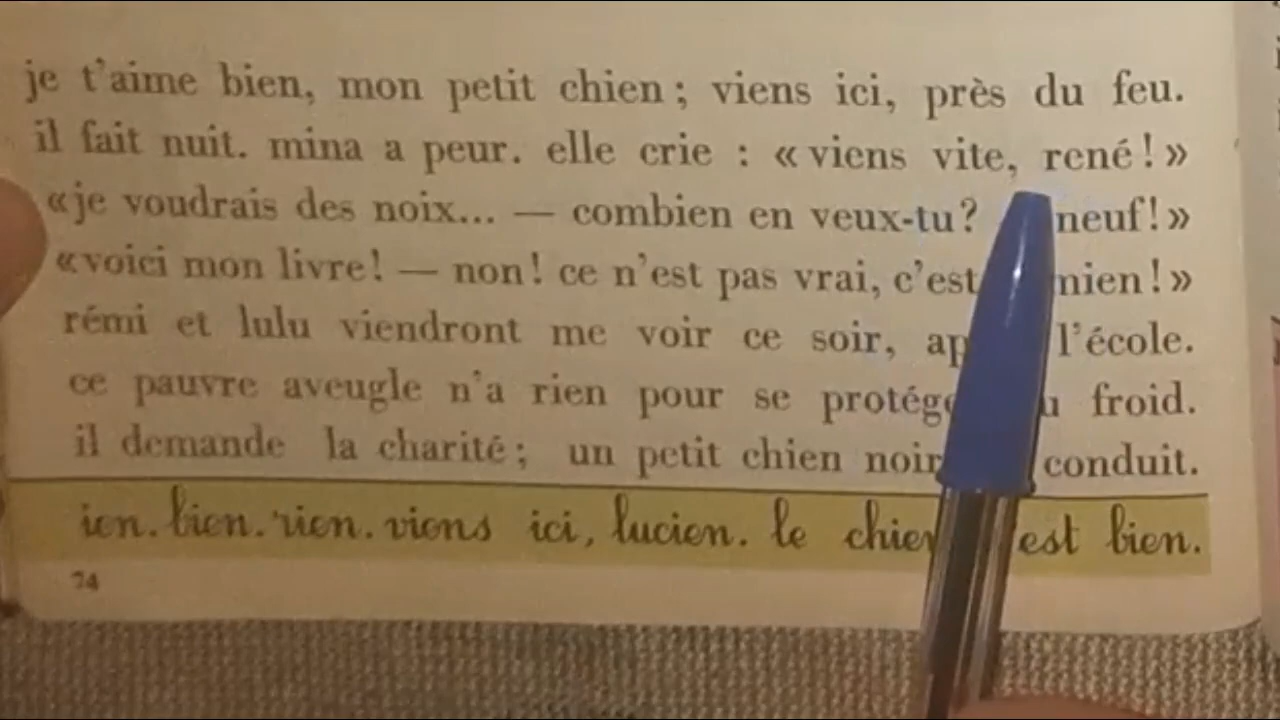 je t'aime bien, mon petit chien ; viens ici, près du feu.
il fait nuit. mina a peur. elle crie : « viens vite, rené ! »
« je voudrais des noix... — combien en veux-tu ? neuf ! »
« voici mon livre ! — non ! ce n'est pas vrai, c'est mien ! »
rémi et lulu viendront me voir ce soir, l'école.
ce pauvre aveugle n'a rien pour se froid.
il demande la charité ; un petit chien noir conduit.
ien. bien. rien. viens ici, lucien. le est bien.
74